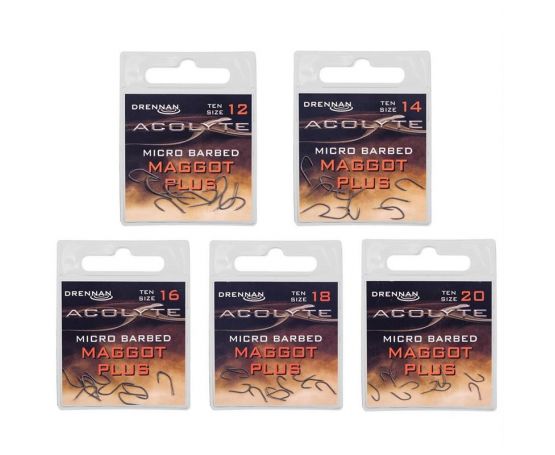 DRENNAN TEN SIZE 12
ACOLYTE
MICRO BARBED
MAGGOT
PLUS
DRENNAN TEN SIZE 14
ACOLYTE
MICRO BARBED
MAGGOT
PLUS
DRENNAN TEN SIZE 16
ACOLYTE
MICRO BARBED
MAGGOT
PLUS
DRENNAN TEN SIZE 18
ACOLYTE
MICRO BARBED
MAGGOT
PLUS
DRENNAN TEN SIZE 20
ACOLYTE
MICRO BARBED
MAGGOT
PLUS